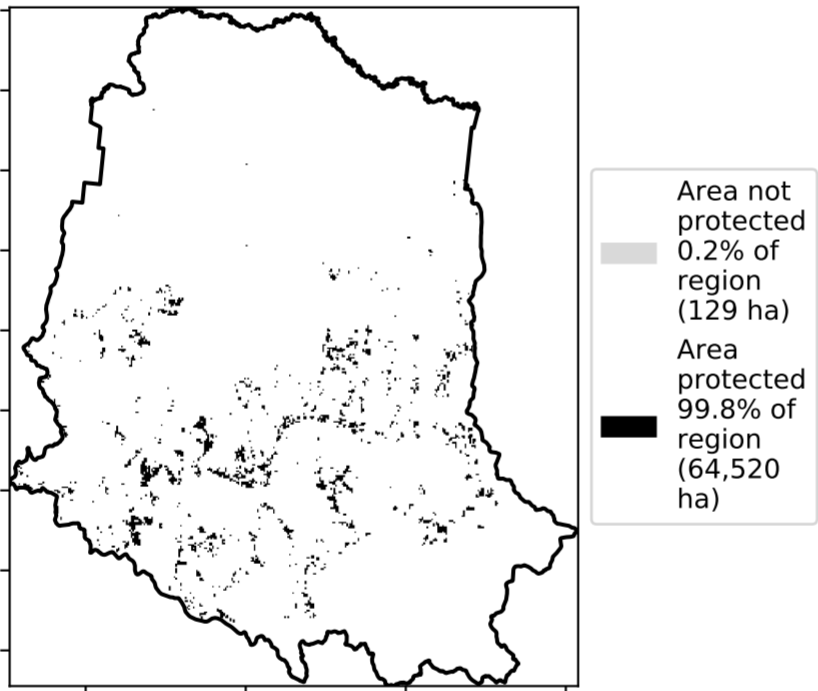 Area not
protected
0.2% of
region
(129 ha)
Area
protected
99.8% of
region
(64,520
ha)